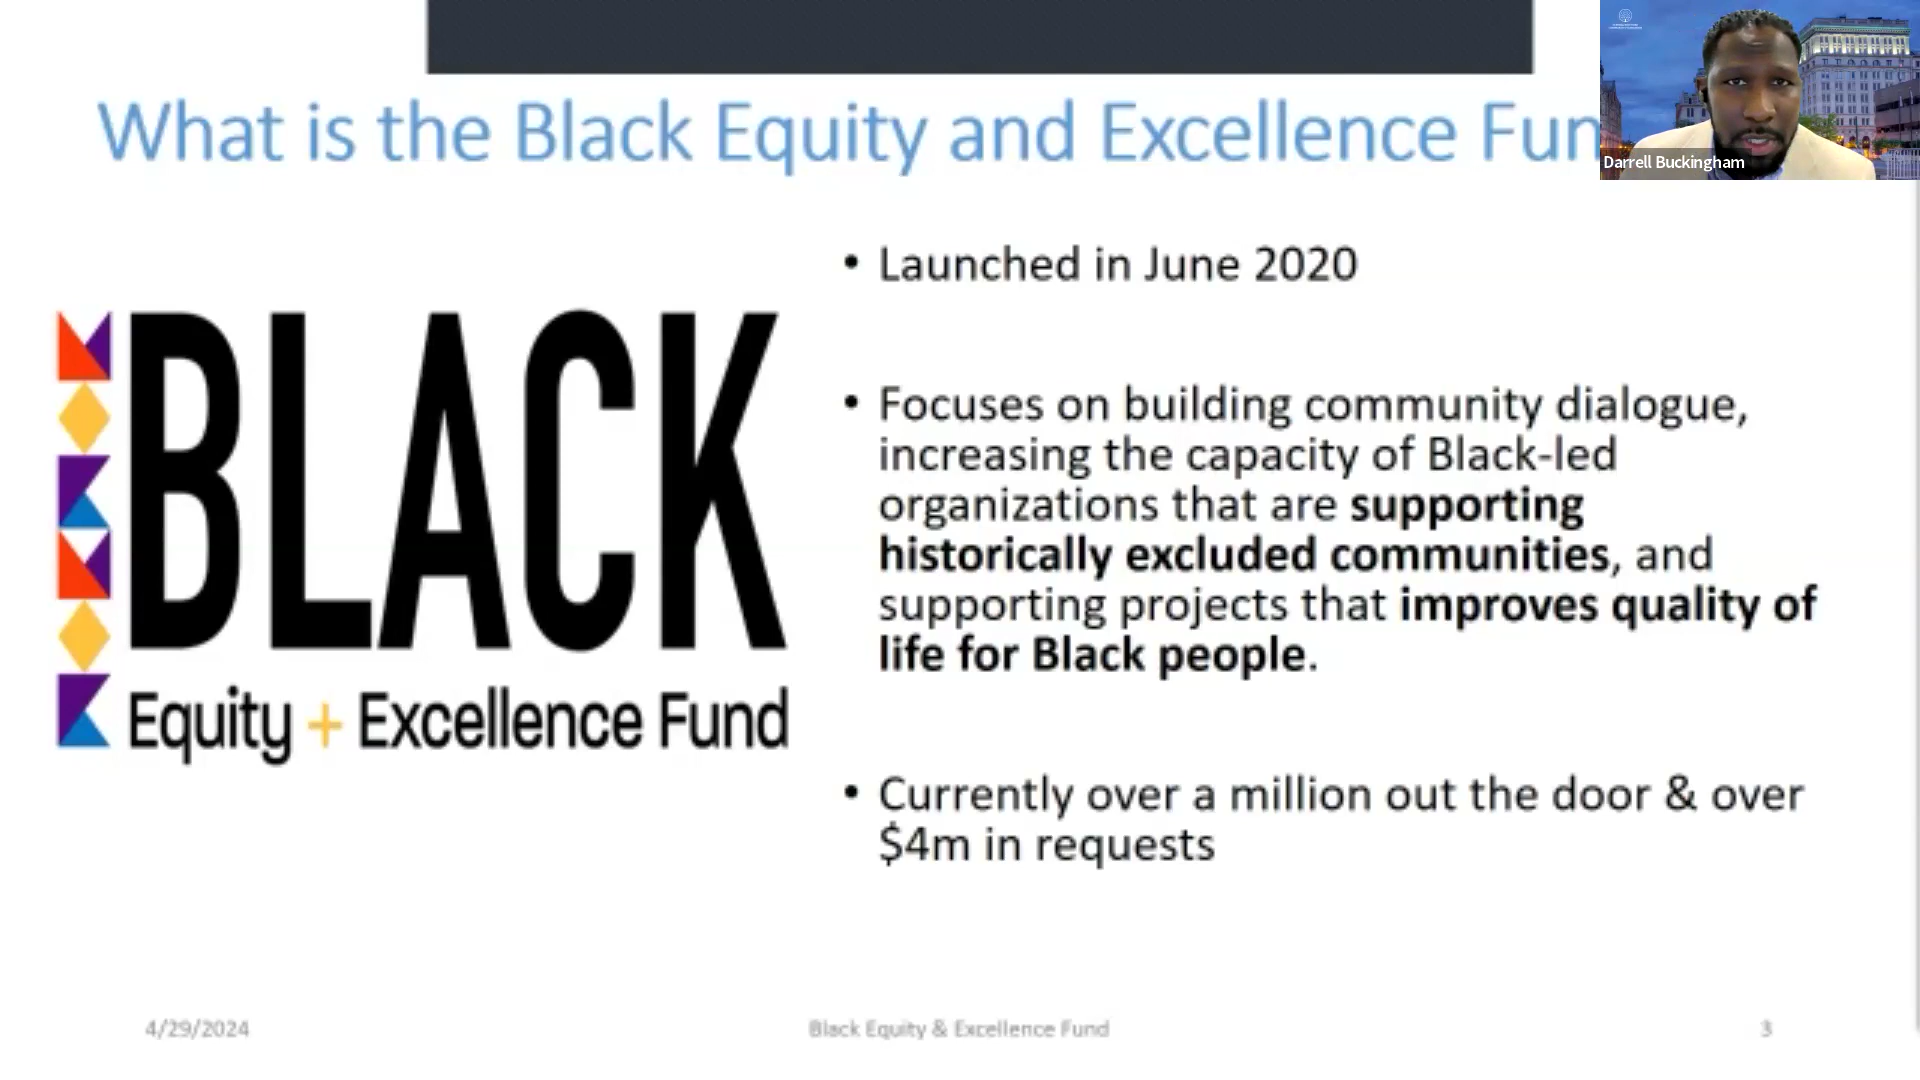 What is the Black Equity and Excellence Fun
Darrell Buckingham
• Launched in June 2020
BLACK
Equity + Excellence Fund
• Focuses on building community dialogue,
increasing the capacity of Black-led
organizations that are supporting
historically excluded communities, and
supporting projects that improves quality of
life for Black people.
• Currently over a million out the door & over
$4m in requests
4/29/2024
Black Equity & Excellence Fund
3